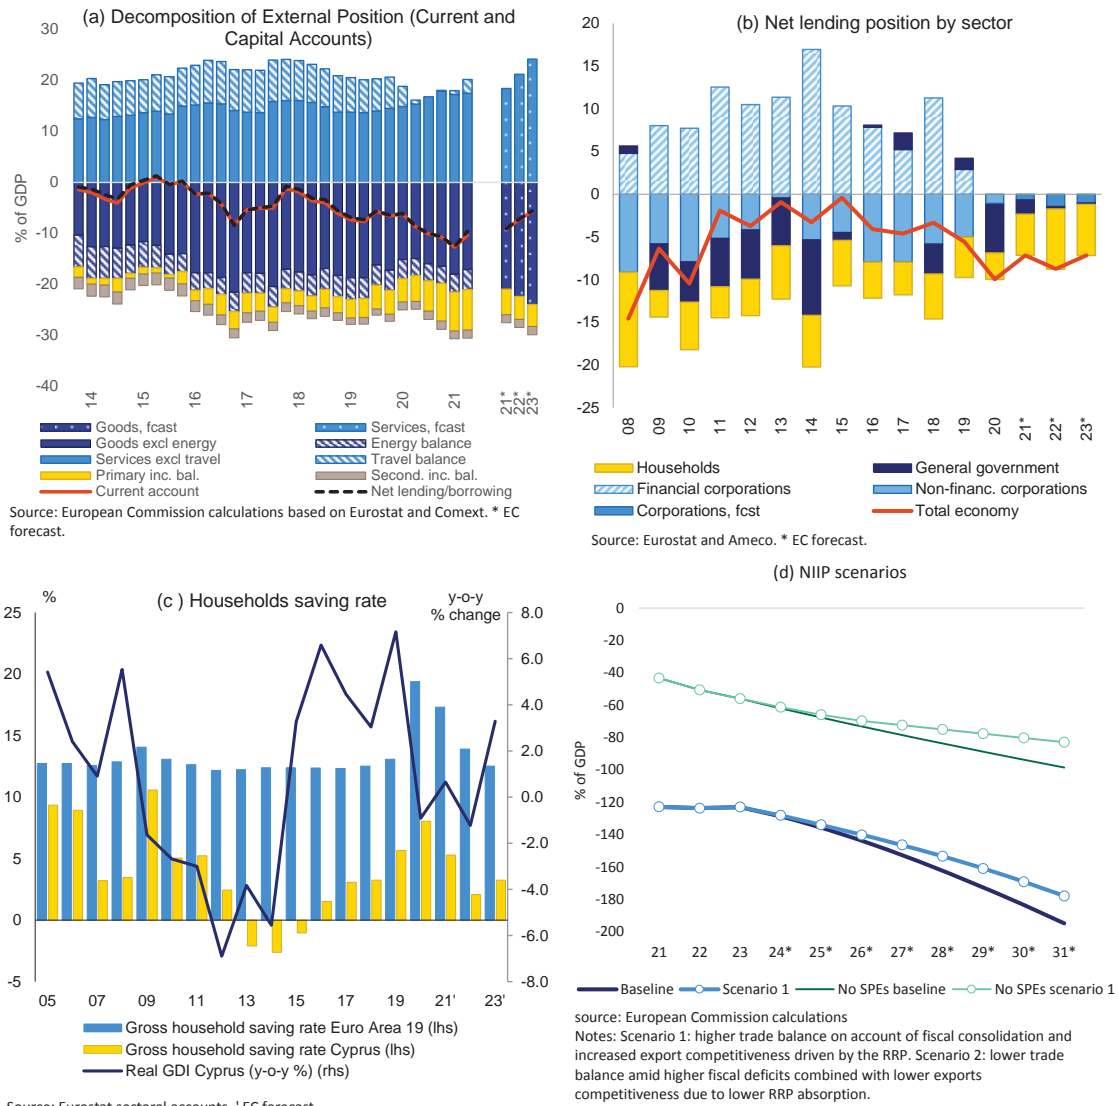 (a) Decomposition of External Position (Current and
Capital Accounts)
% of GDP
30
20
10
0
-10
-20
-30
-40
14
15
16
17
18
19
20
21
21*
22*
23*
Goods, fcast
Services, fcast
Goods excl energy
Energy balance
Services excl travel
Travel balance
Primary inc. bal.
Second. inc. bal.
Current account
Net lending/borrowing
Source: European Commission calculations based on Eurostat and Comext. * EC
forecast.
(b) Net lending position by sector
20
15
10
5
0
-5
-10
-15
-20
-25
08
09
10
11
12
13
14
15
16
17
18
19
20
21*
22*
23*
Households
General government
Financial corporations
Non-financ. corporations
Corporations, fcst
Total economy
Source: Eurostat and Ameco. * EC forecast.
(c ) Households saving rate
%
y-o-y
% change
25
20
15
10
5
0
-5
8.0
6.0
4.0
2.0
0.0
-2.0
-4.0
-6.0
-8.0
05
07
09
11
13
15
17
19
21'
23'
Gross household saving rate Euro Area 19 (lhs)
Gross household saving rate Cyprus (lhs)
Real GDI Cyprus (y-o-y %) (rhs)
Source: Eurostat sectoral accounts. ' EC forecast
(d) NIIP scenarios
% of GDP
0
-20
-40
-60
-80
-100
-120
-140
-160
-180
-200
21
22
23
24*
25*
26*
27*
28*
29*
30*
31*
Baseline
Scenario 1
No SPEs baseline
No SPEs scenario 1
source: European Commission calculations
Notes: Scenario 1: higher trade balance on account of fiscal consolidation and
increased export competitiveness driven by the RRP. Scenario 2: lower trade
balance amid higher fiscal deficits combined with lower exports
competitiveness due to lower RRP absorption.